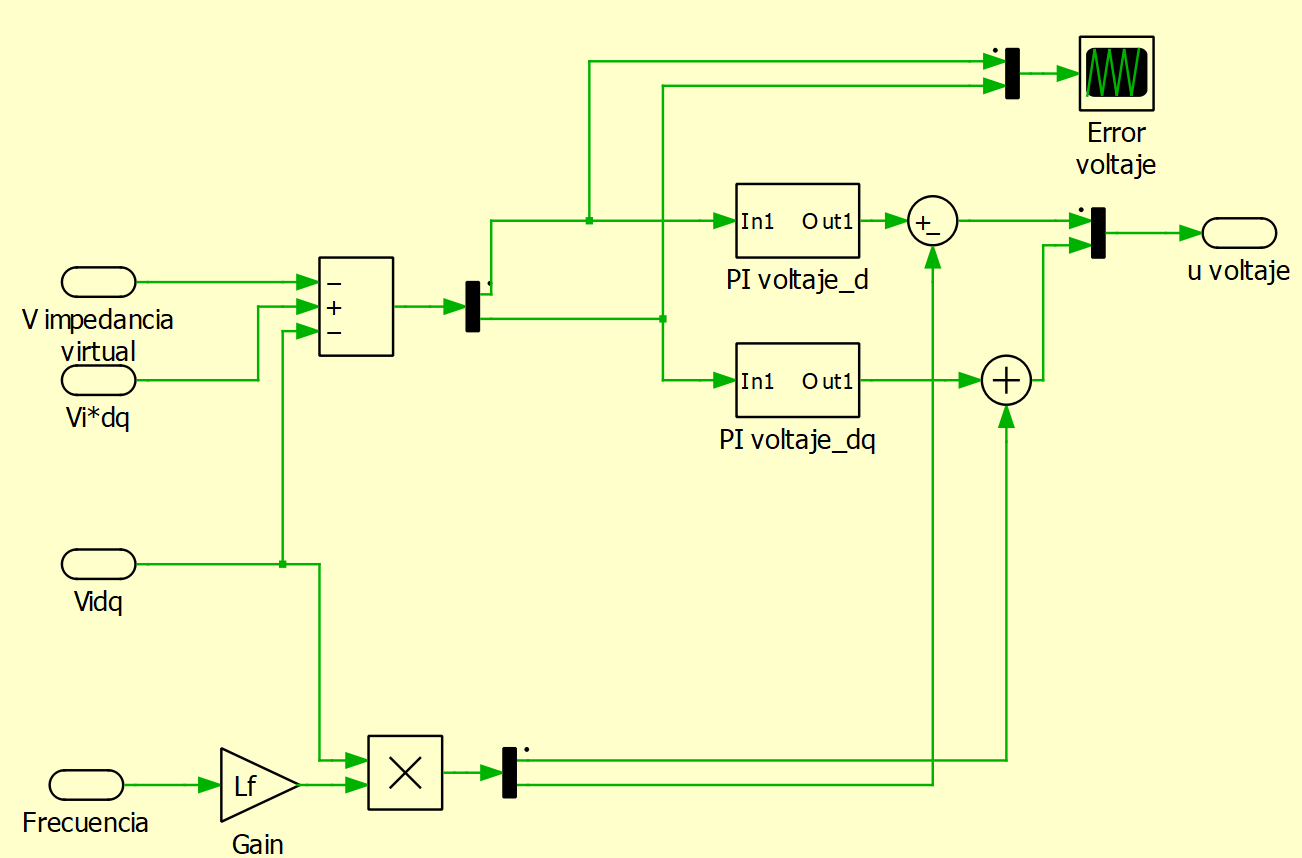 Error
voltaje
In1 Out1
PI voltaje_d
u voltaje
V impedancia
virtual
Vi*dq
In1 Out1
PI voltaje_dq
Vidq
Lf
Gain
Frecuencia